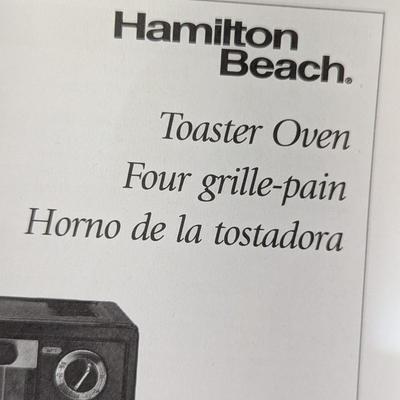 Hamilton
Beach®
Toaster Oven
Four grille-pain
Horno de la tostadora